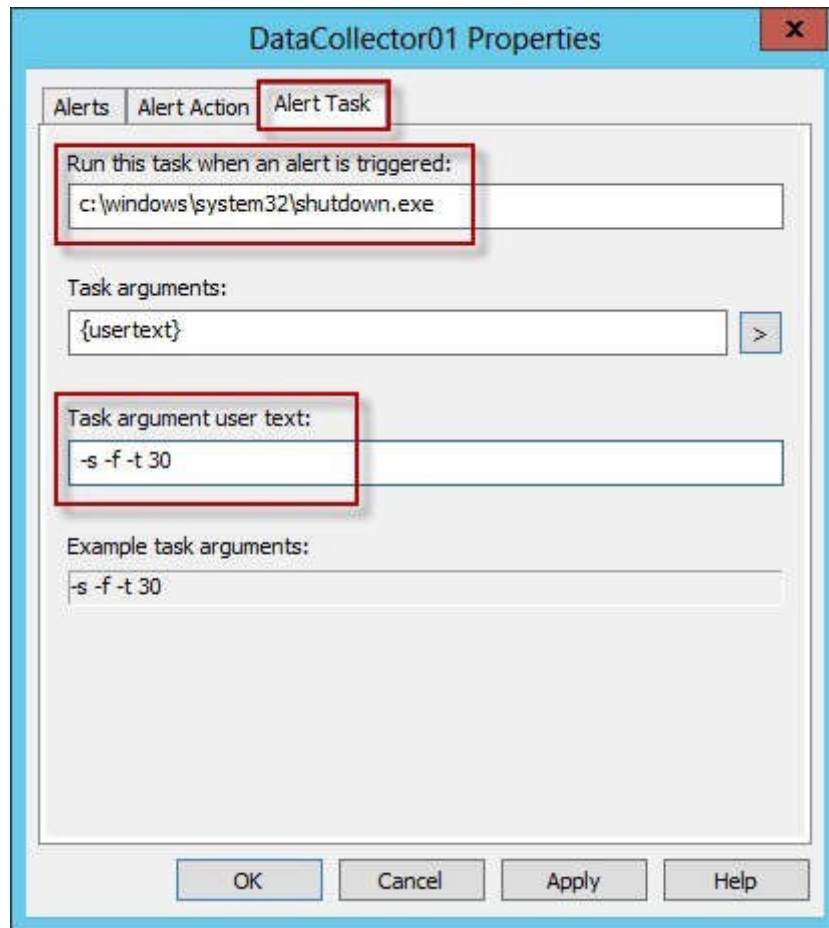 DataCollector01 Properties
x
Alerts Alert Action Alert Task
Run this task when an alert is triggered:
c:\windows\system32\shutdown.exe
Task arguments:
{usertext}
>
Task argument user text:
-s -f -t 30
Example task arguments:
-s -f -t 30
OK Cancel Apply Help